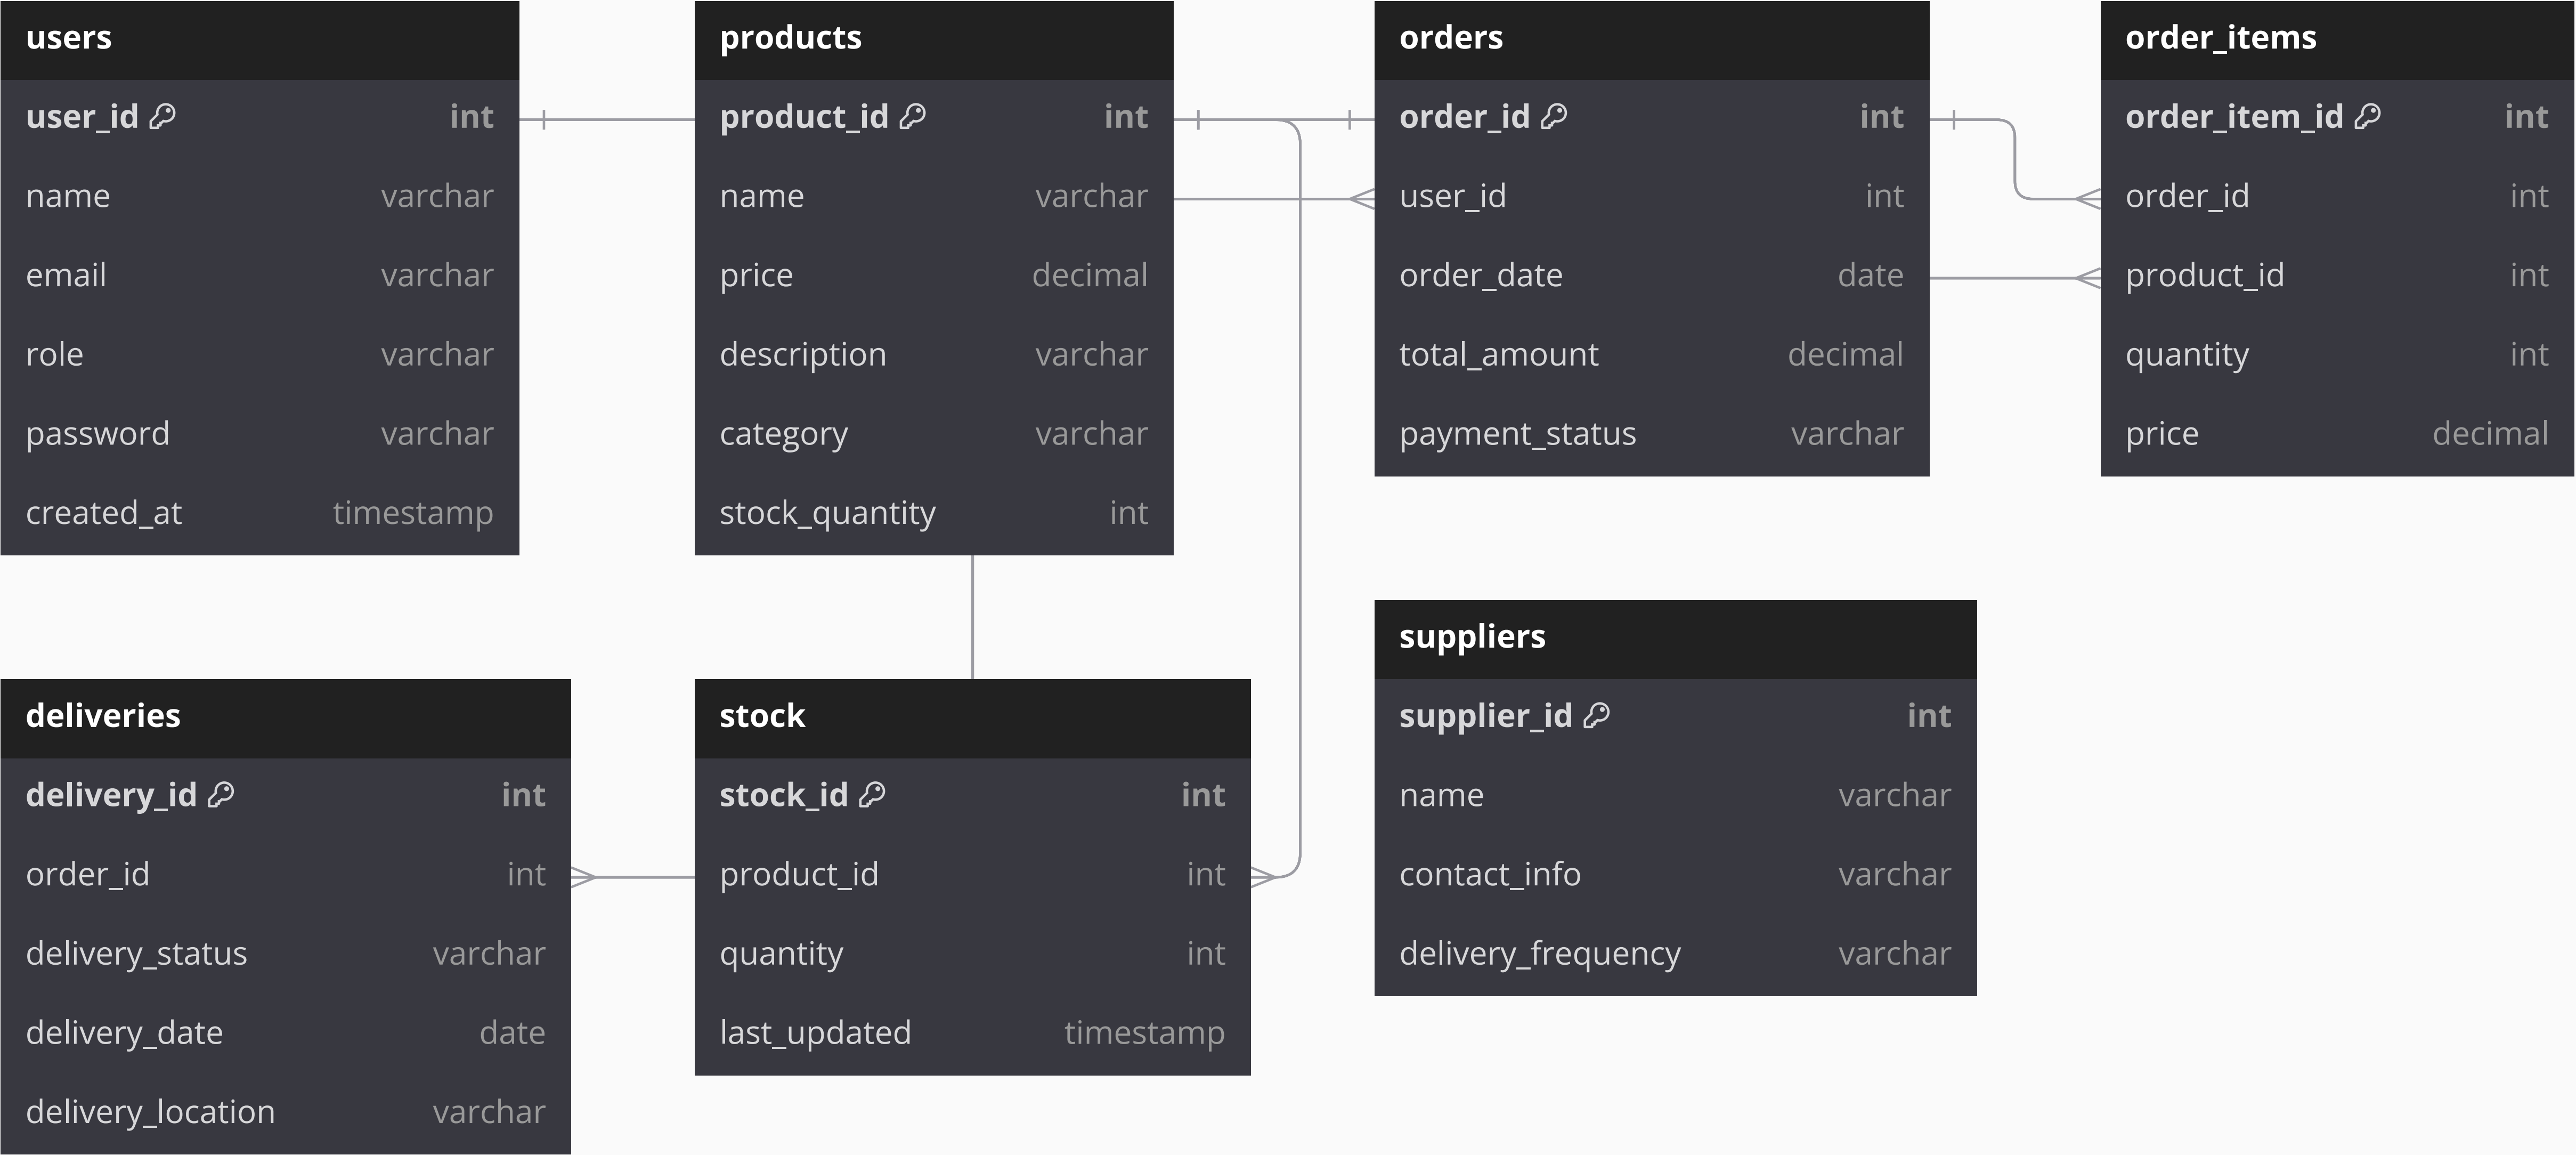 users
user_id int
name varchar
email varchar
role varchar
password varchar
created_at timestamp
products
product_id int
name varchar
price decimal
description varchar
category varchar
stock_quantity int
orders
order_id int
user_id int
order_date date
total_amount decimal
payment_status varchar
order_items
order_item_id int
order_id int
product_id int
quantity int
price decimal
deliveries
delivery_id int
order_id int
delivery_status varchar
delivery_date date
delivery_location varchar
stock
stock_id int
product_id int
quantity int
last_updated timestamp
suppliers
supplier_id int
name varchar
contact_info varchar
delivery_frequency varchar